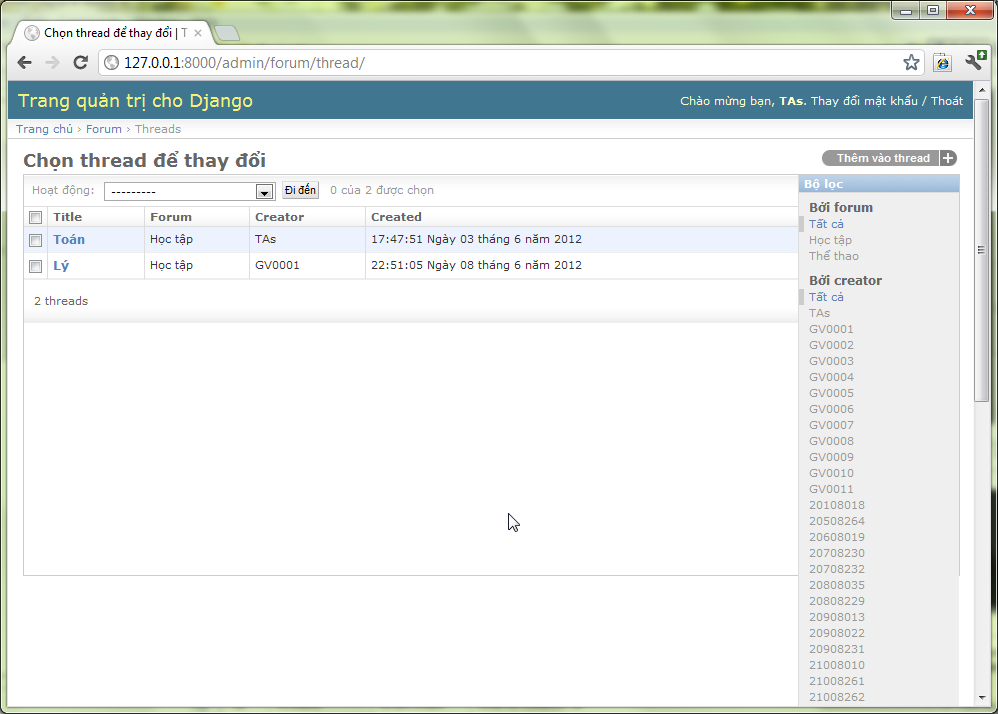 Chọn thread để thay đổi | T
127.0.0.1:8000/admin/forum/thread/
Trang quản trị cho Django
Chào mừng bạn, TAs. Thay đổi mật khẩu / Thoát
Trang chủ › Forum › Threads
Chọn thread để thay đổi
Thêm vào thread
Hoạt động: --------- Đi đến 0 của 2 được chọn
Title Forum Creator Created
Toán Học tập TAs 17:47:51 Ngày 03 tháng 6 năm 2012
Lý Học tập GV0001 22:51:05 Ngày 08 tháng 6 năm 2012
2 threads
Bộ lọc
Bởi forum
Tất cả
Học tập
Thể thao
Bởi creator
Tất cả
TAs
GV0001
GV0002
GV0003
GV0004
GV0005
GV0006
GV0007
GV0008
GV0009
GV0010
GV0011
20108018
20508264
20608019
20708230
20708232
20808035
20808229
20908013
20908022
20908231
21008010
21008261
21008262